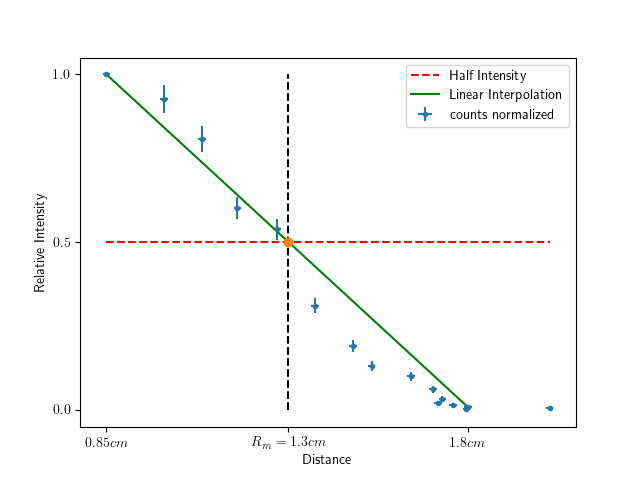 Half Intensity
Linear Interpolation
counts normalized
1.0
0.5
0.0
Relative Intensity
0.85cm
R_m = 1.3cm
1.8cm
Distance